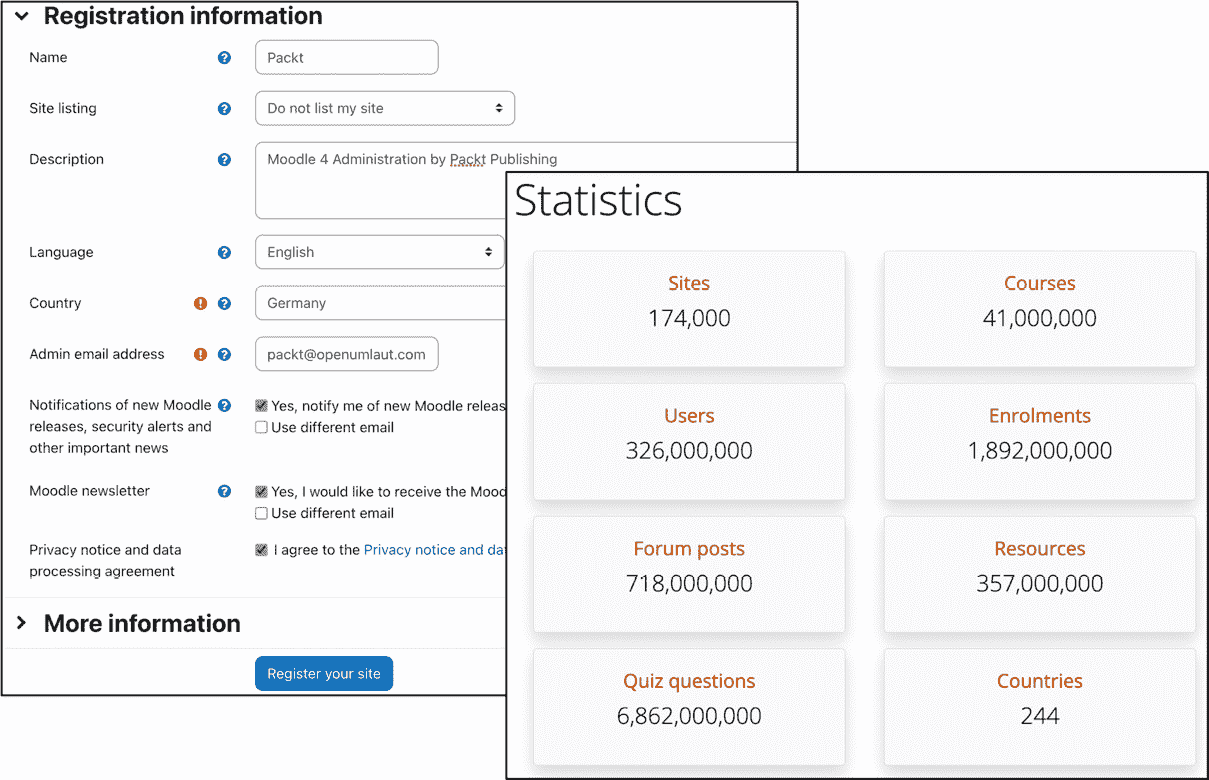 Registration information
Name
Packt
Site listing
Do not list my site
Description
Moodle 4 Administration by Packt Publishing
Language
English
Country
Germany
Admin email address
packt@openumlaut.com
Notifications of new Moodle
releases, security alerts and
other important news
Yes, notify me of new Moodle releas
Use different email
Moodle newsletter
Yes, I would like to receive the Mood
Use different email
Privacy notice and data
processing agreement
I agree to the Privacy notice and dat
More information
Register your site
Statistics
Sites
174,000
Courses
41,000,000
Users
326,000,000
Enrolments
1,892,000,000
Forum posts
718,000,000
Resources
357,000,000
Quiz questions
6,862,000,000
Countries
244